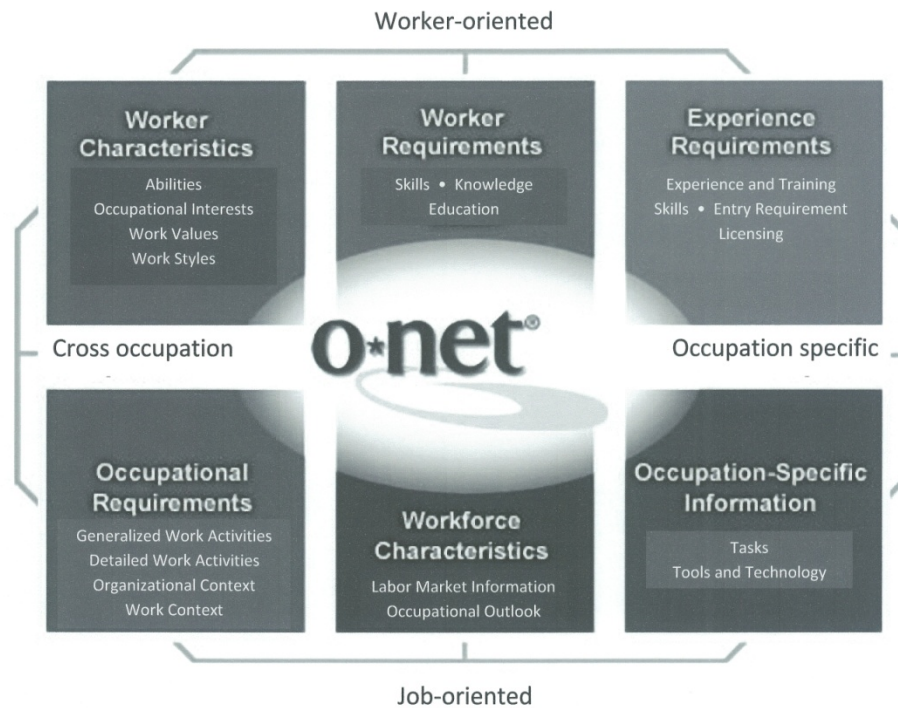 Worker-oriented
Worker
Characteristics
Abilities
Occupational Interests
Work Values
Work Styles
Worker
Requirements
Skills • Knowledge
Education
Experience
Requirements
Experience and Training
Skills • Entry Requirement
Licensing
Cross occupation
o*net®
Occupation specific
Occupational
Requirements
Generalized Work Activities
Detailed Work Activities
Organizational Context
Work Context
Workforce
Characteristics
Labor Market Information
Occupational Outlook
Occupation-Specific
Information
Tasks
Tools and Technology
Job-oriented